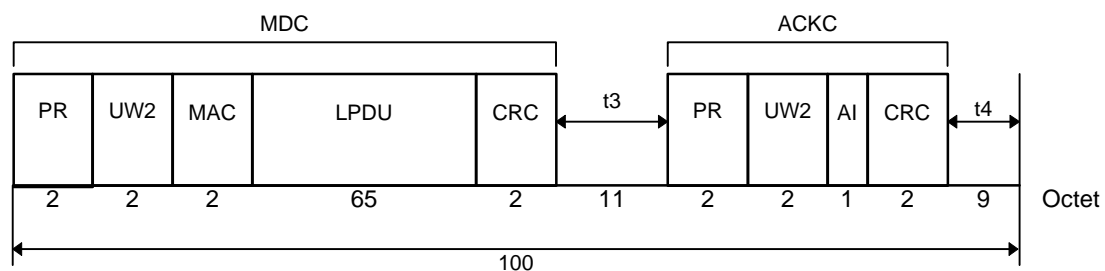 MDC ACKC
PR UW2 MAC LPDU CRC t3 PR UW2 AI CRC t4
2 2 2 65 2 11 2 2 1 2 9 Octet
100